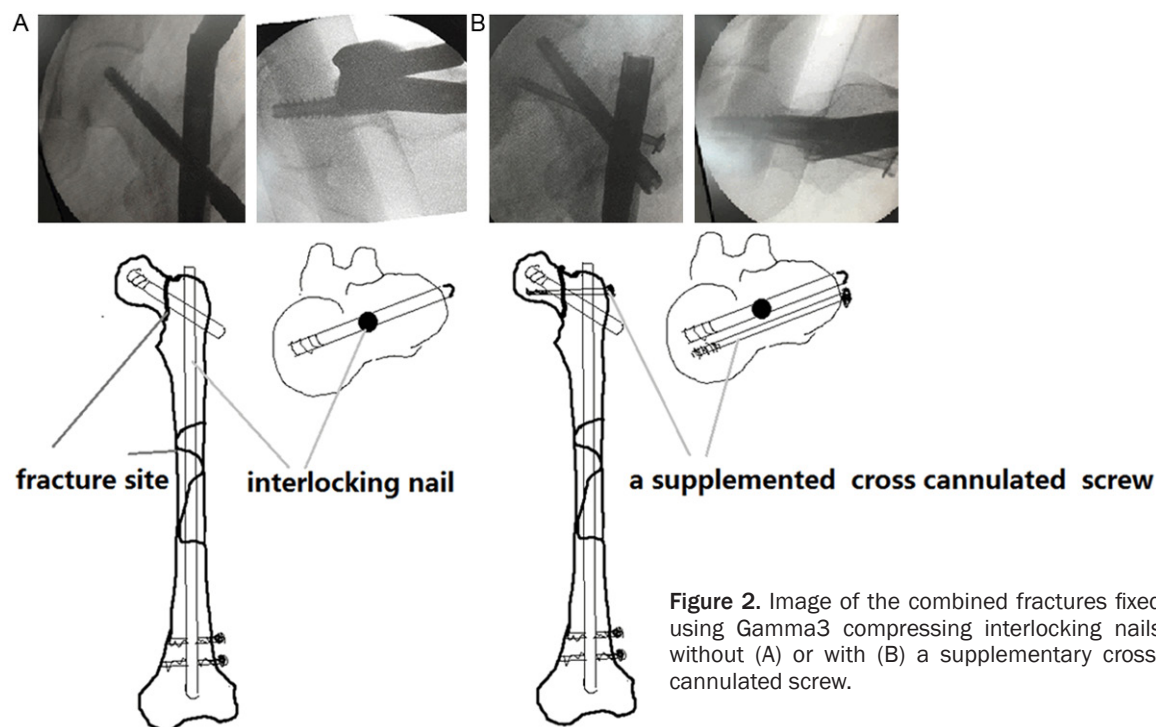 A
B
fracture site
interlocking nail
a supplemented cross cannulated screw
Figure 2. Image of the combined fractures fixed
using Gamma3 compressing interlocking nails
without (A) or with (B) a supplementary cross-
cannulated screw.